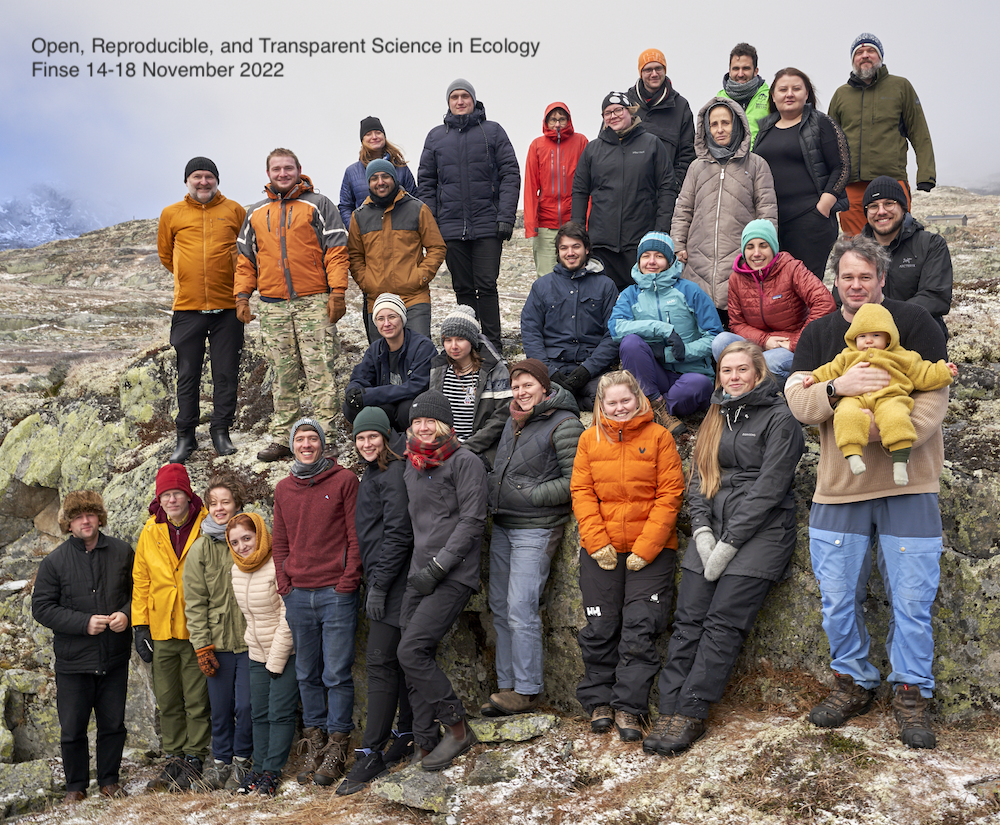 Open, Reproducible, and Transparent Science in Ecology
Finse 14-18 November 2022